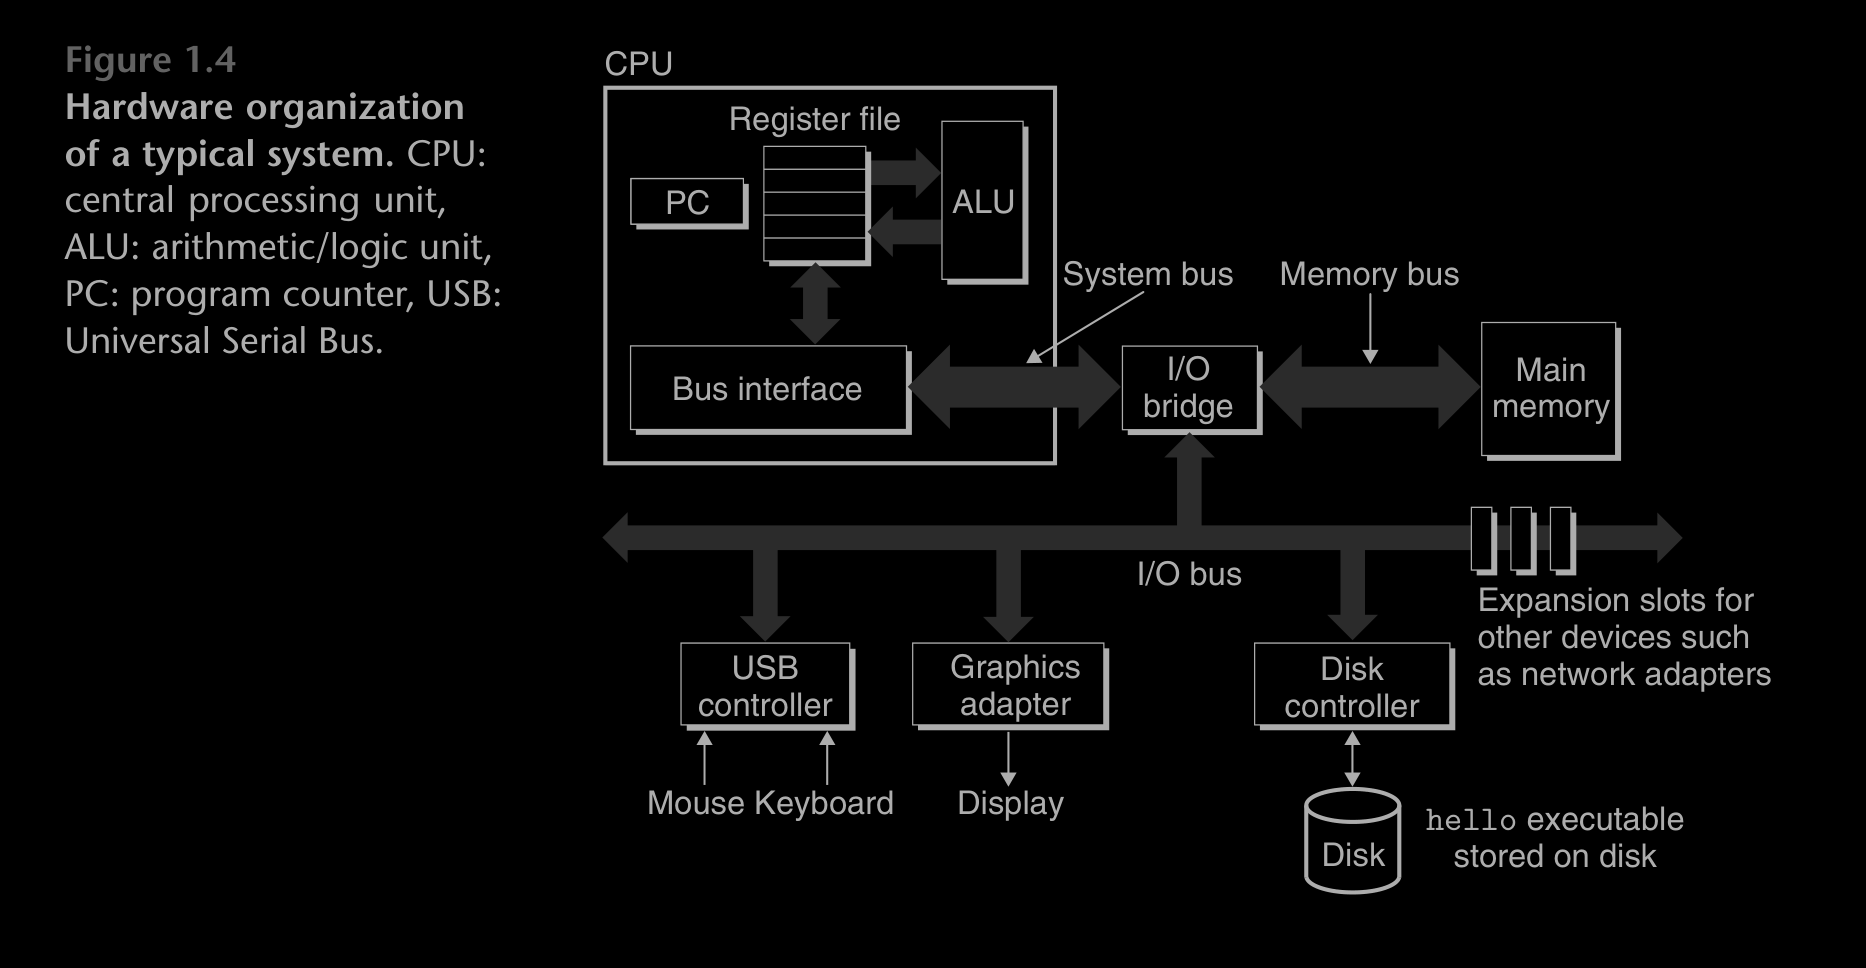 Figure 1.4
Hardware organization
of a typical system. CPU:
central processing unit,
ALU: arithmetic/logic unit,
PC: program counter, USB:
Universal Serial Bus.
CPU
Register file
PC
ALU
System bus
Memory bus
Bus interface
I/O
bridge
Main
memory
I/O bus
Expansion slots for
other devices such
as network adapters
USB
controller
Graphics
adapter
Disk
controller
Mouse Keyboard
Display
Disk
hello executable
stored on disk